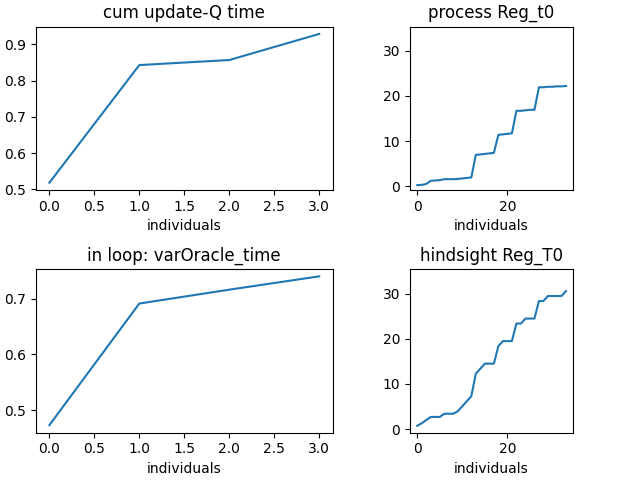 cum update-Q time
0.9
0.8
0.7
0.6
0.5
0.0 0.5 1.0 1.5 2.0 2.5 3.0
individuals
process Reg_t0
30
20
10
0
0 20
individuals
in loop: varOracle_time
0.7
0.6
0.5
0.0 0.5 1.0 1.5 2.0 2.5 3.0
individuals
hindsight Reg_T0
30
20
10
0
0 20
individuals